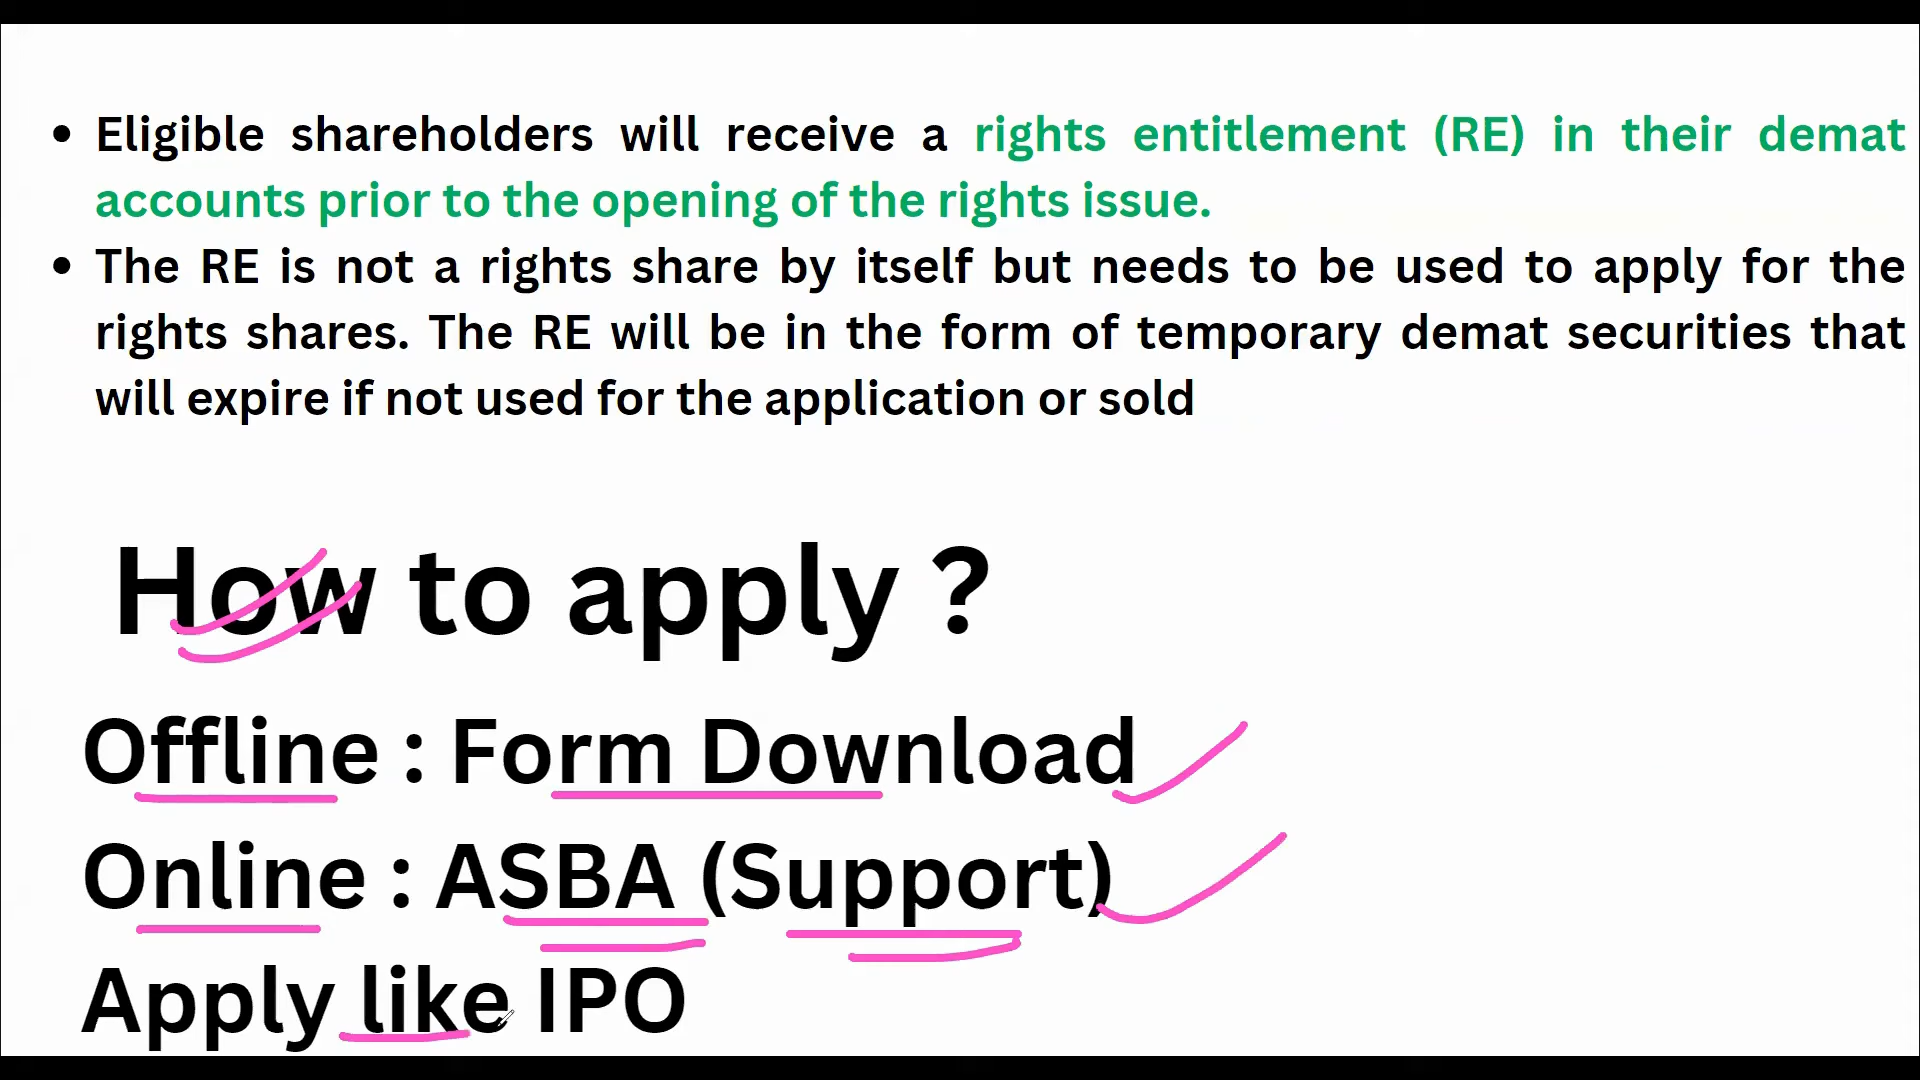 • Eligible shareholders will receive a rights entitlement (RE) in their demat
accounts prior to the opening of the rights issue.
• The RE is not a rights share by itself but needs to be used to apply for the
rights shares. The RE will be in the form of temporary demat securities that
will expire if not used for the application or sold
How to apply ?
Offline : Form Download
Online : ASBA (Support)
Apply like IPO